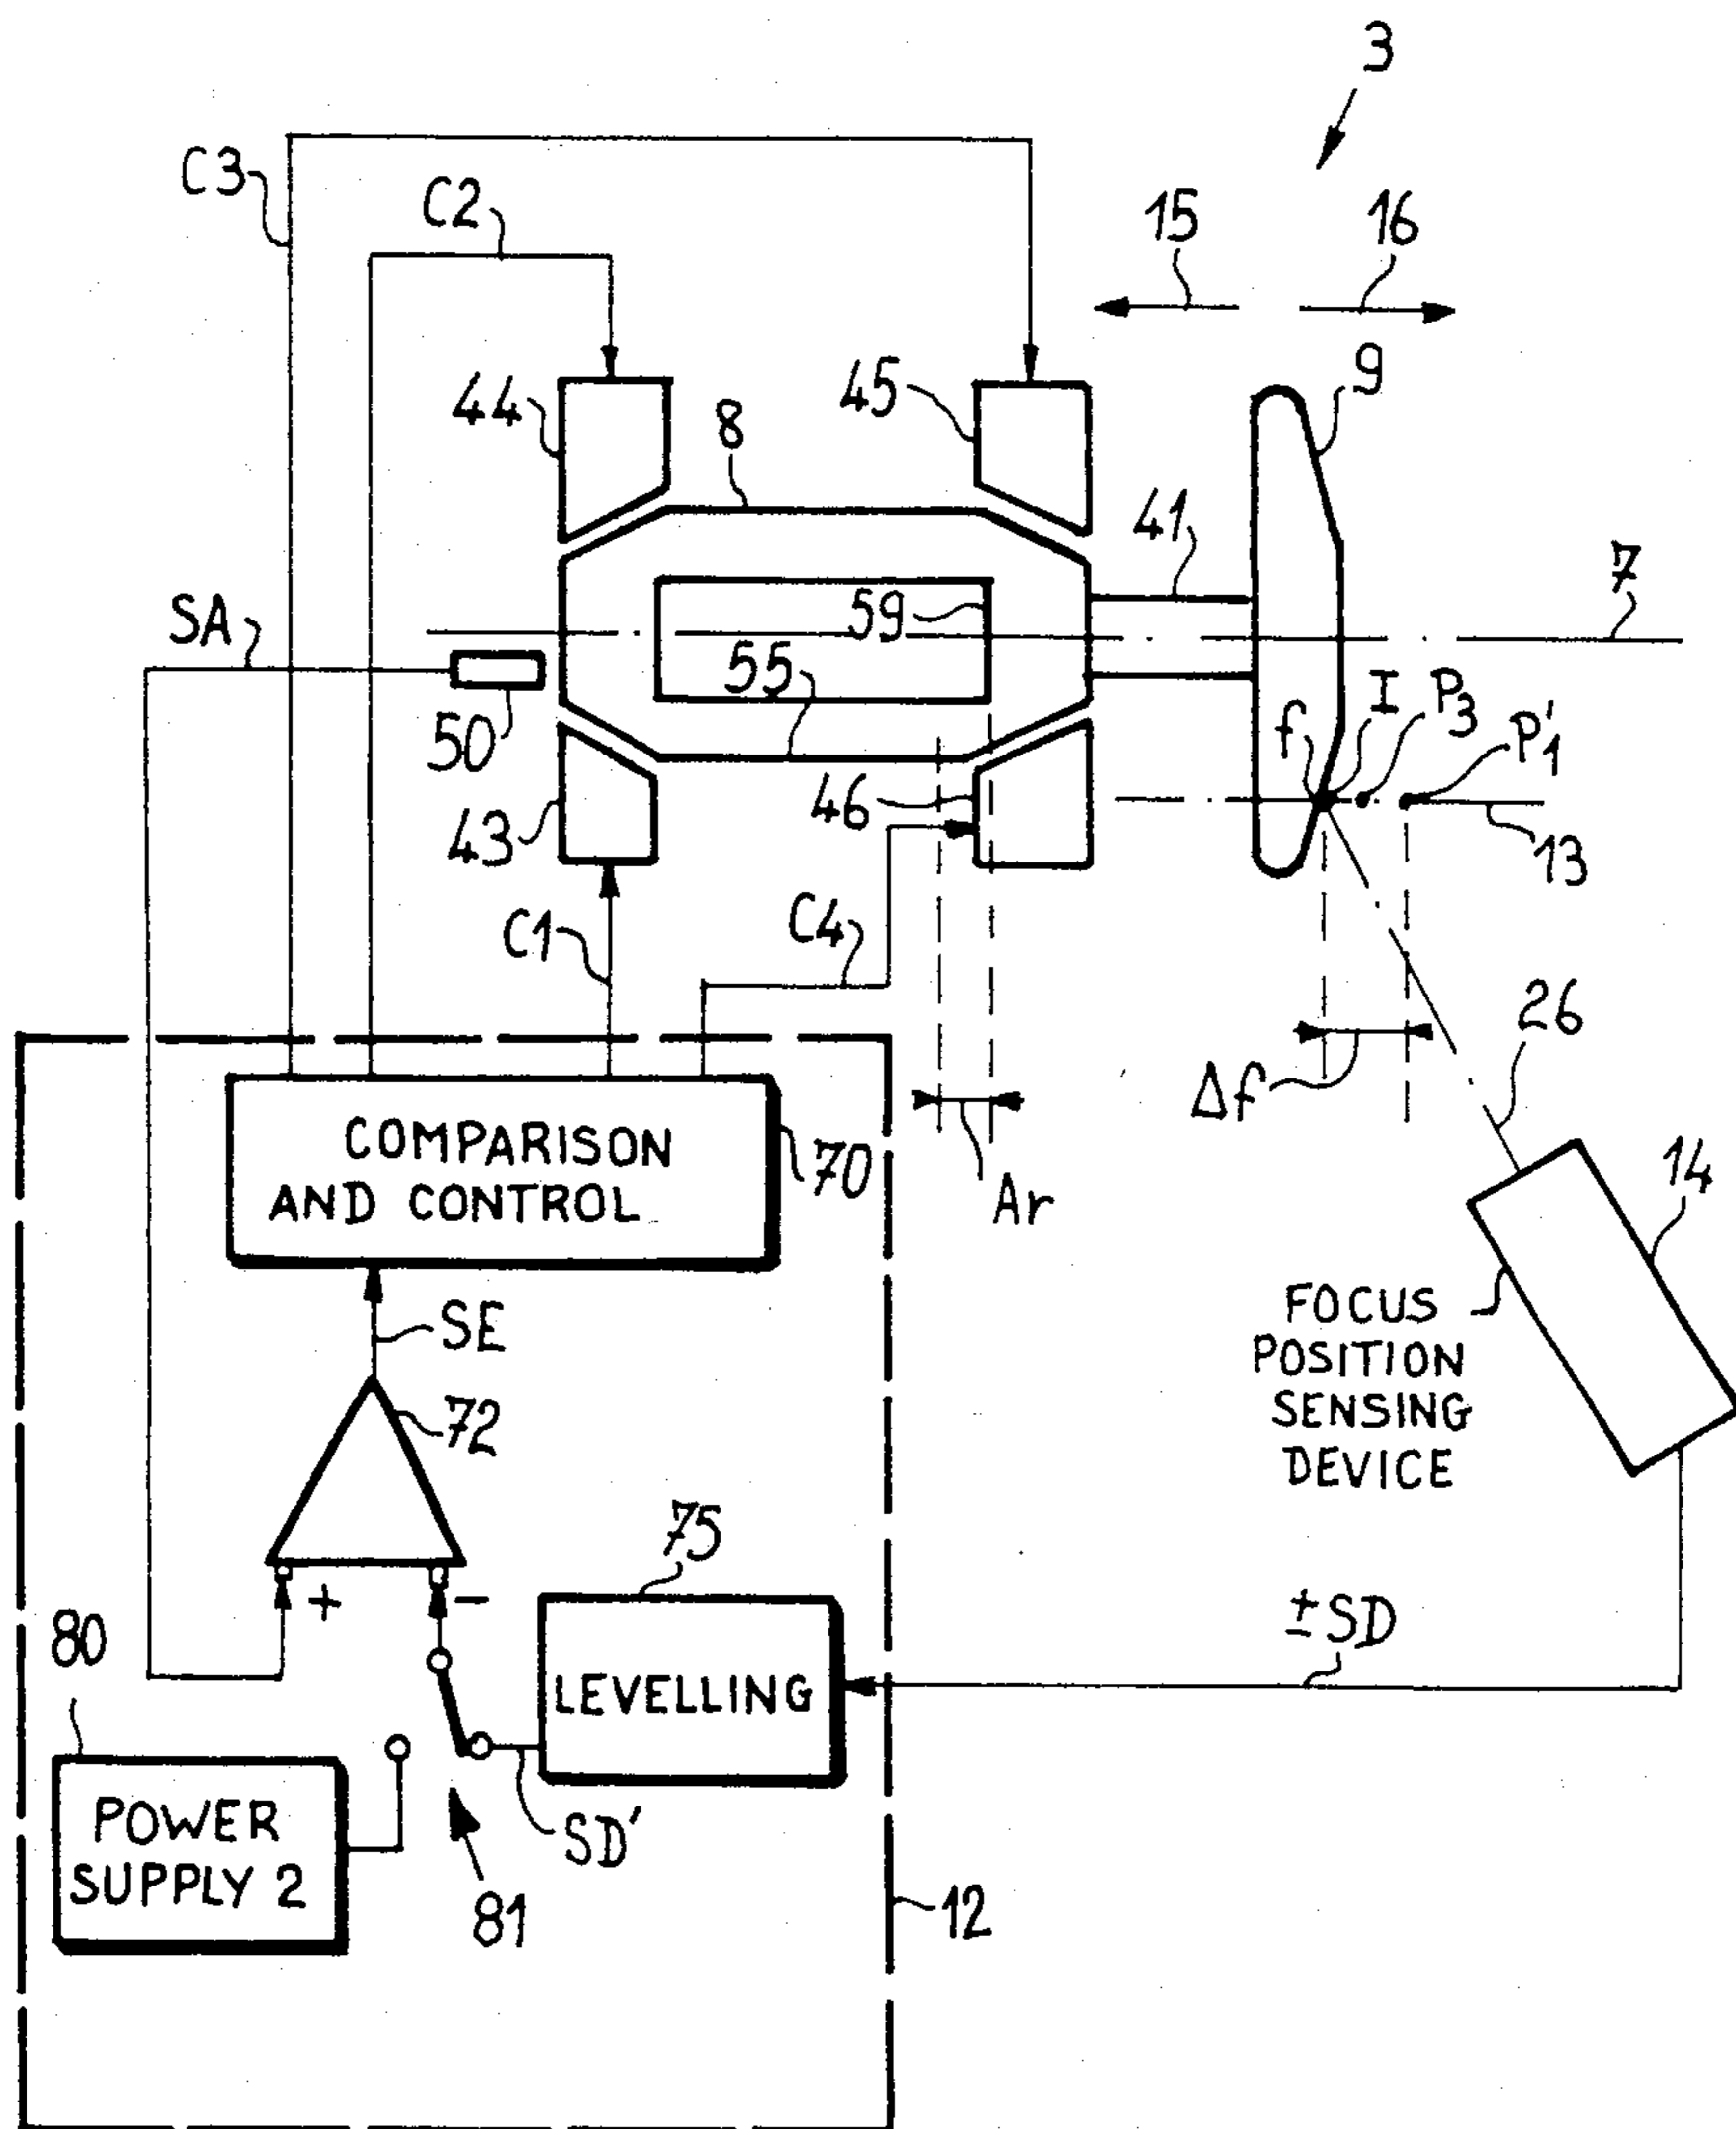 3
C3
C2
15
16
44
8
45
9
41
7
SA
59
55
50
f
I
P3
P'1
43
46
13
C1
C4
26
Δf
COMPARISON
AND CONTROL
70
Ar
14
SE
FOCUS
POSITION
SENSING
DEVICE
72
75
+
−
80
±SD
LEVELLING
POWER
SUPPLY 2
SD'
81
12